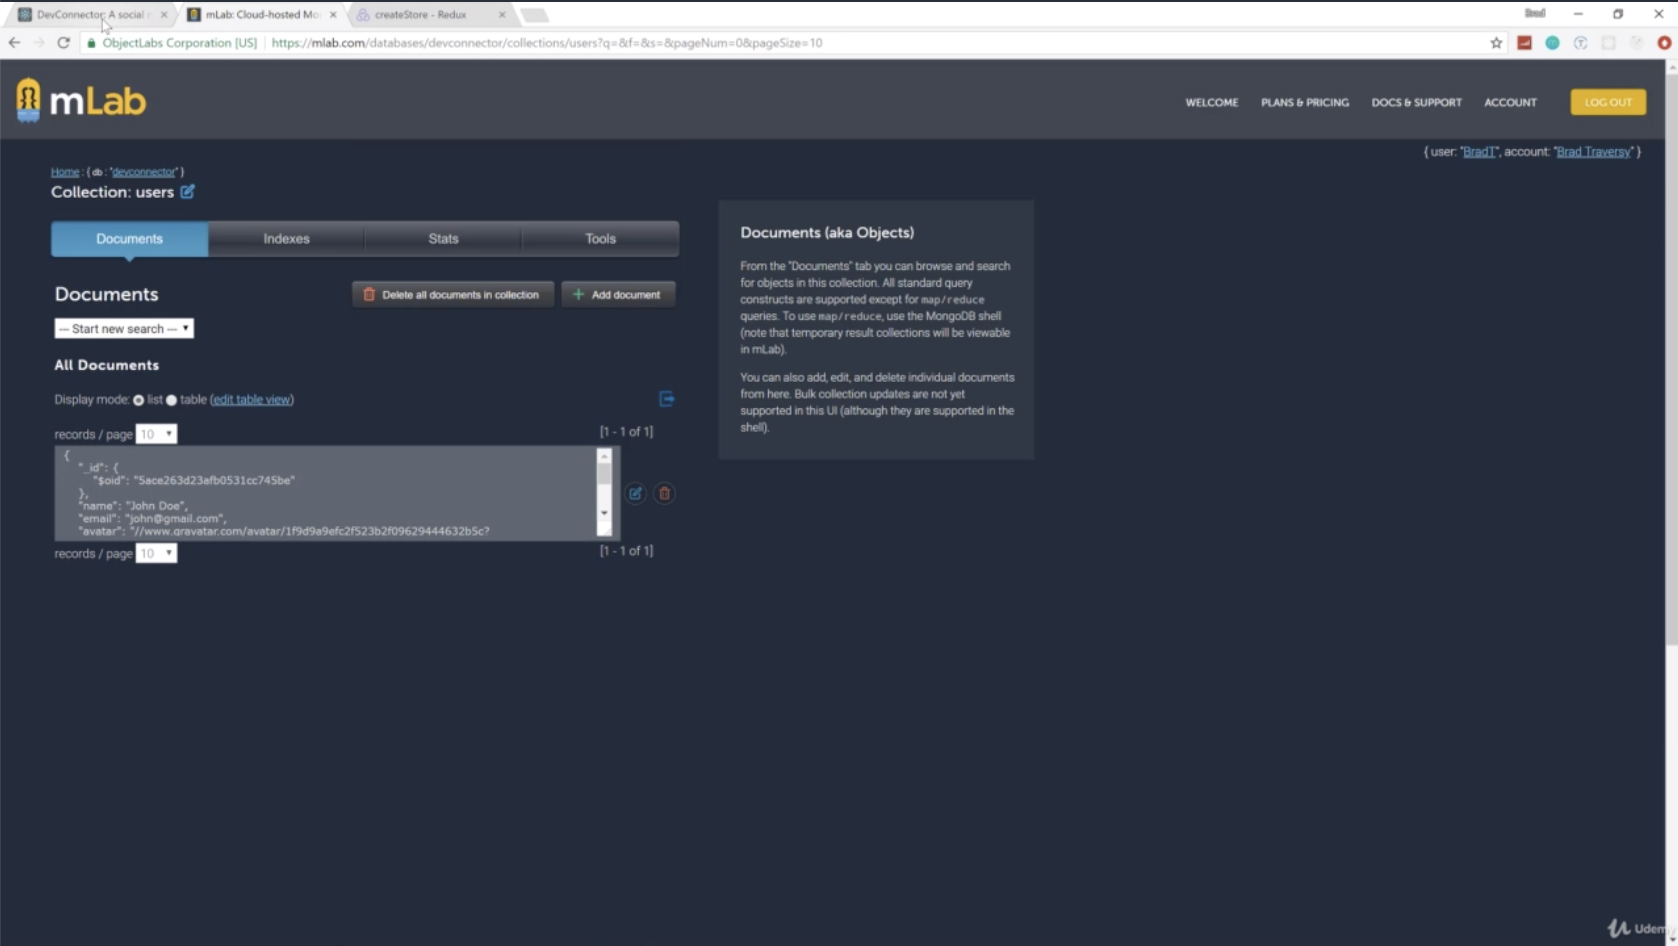 DevConnector: A social
mLab: Cloud-hosted Mo
createStore - Redux
Brad
ObjectLabs Corporation [US]
https://mlab.com/databases/devconnector/collections/users?q=&f=&s=&pageNum=0&pageSize=10
mLab
WELCOME
PLANS & PRICING
DOCS & SUPPORT
ACCOUNT
LOG OUT
{ user: "BradT", account: "Brad Traversy" }
Home : { db : "devconnector" }
Collection: users
Documents
Indexes
Stats
Tools
Documents
Delete all documents in collection
+ Add document
-- Start new search --
All Documents
Display mode: list table (edit table view)
records / page 10
[1 - 1 of 1]
{
"_id": {
"$oid": "5ace263d23afb0531cc745be"
},
"name": "John Doe",
"email": "john@gmail.com",
"avatar": "//www.gravatar.com/avatar/1f9d9a9efc2f523b2f09629444632b5c?
records / page 10
[1 - 1 of 1]
Documents (aka Objects)
From the "Documents" tab you can browse and search
for objects in this collection. All standard query
constructs are supported except for map/reduce
queries. To use map/reduce, use the MongoDB shell
(note that temporary result collections will be viewable
in mLab).
You can also add, edit, and delete individual documents
from here. Bulk collection updates are not yet
supported in this UI (although they are supported in the
shell).
Udem